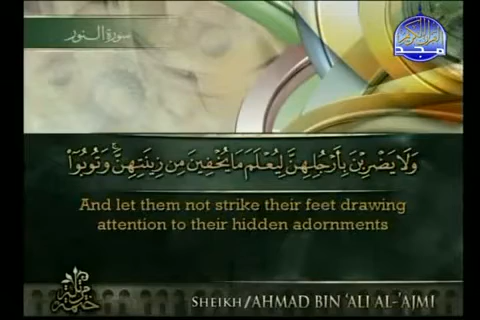 سورة النور
المجد
وَلَا يَضْرِبْنَ بِأَرْجُلِهِنَّ لِيُعْلَمَ مَا يُخْفِينَ مِن زِينَتِهِنَّ ۚ وَتُوبُوٓا۟
And let them not strike their feet drawing
attention to their hidden adornments
SHEIKH/AHMAD BIN 'ALI AL-'AJMI